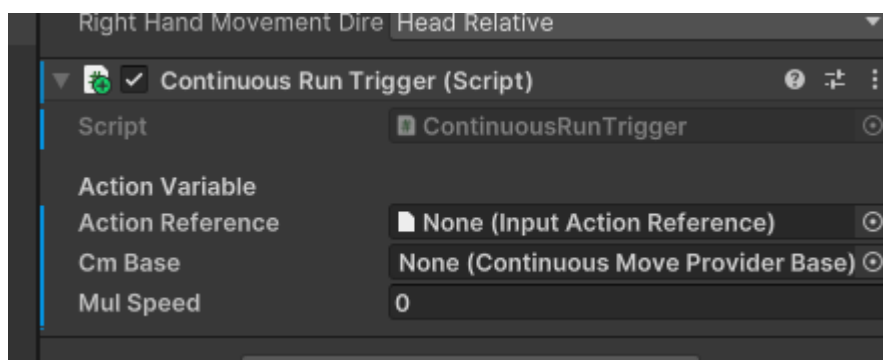 Right Hand Movement Dire Head Relative
Continuous Run Trigger (Script)
Script ContinuousRunTrigger
Action Variable
Action Reference None (Input Action Reference)
Cm Base None (Continuous Move Provider Base)
Mul Speed 0